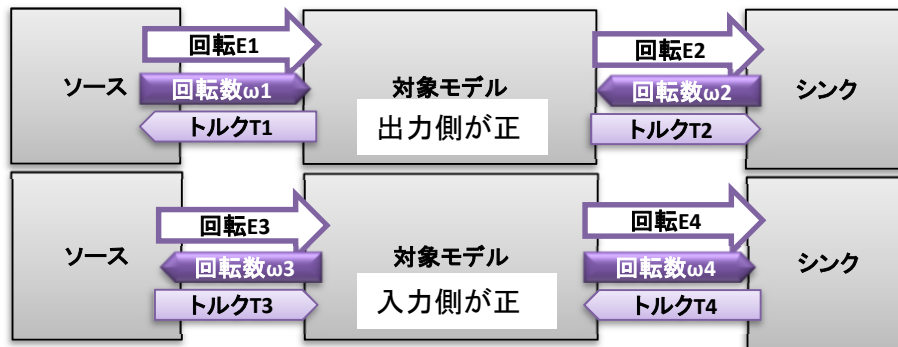 回転E1
回転E2
ソース
回転数ω1
対象モデル
回転数ω2
シンク
トルクT1
出力側が正
トルクT2
回転E3
回転E4
ソース
回転数ω3
対象モデル
回転数ω4
シンク
トルクT3
入力側が正
トルクT4